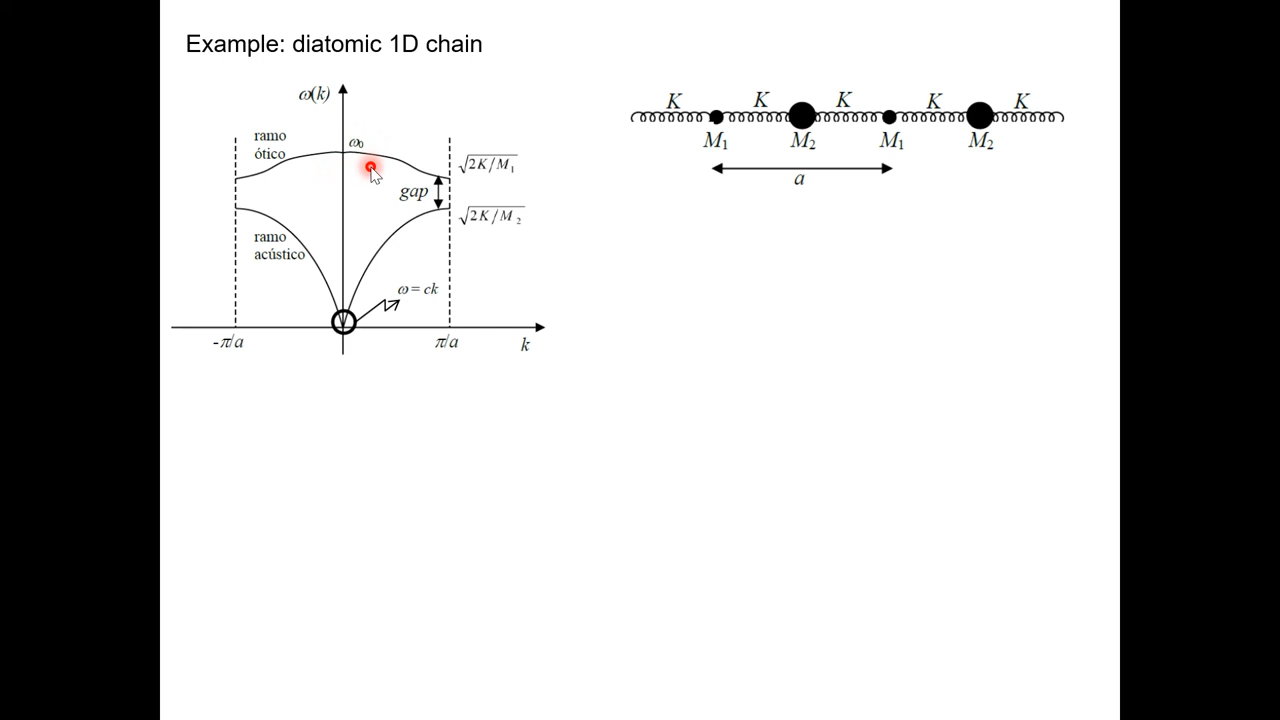 Example: diatomic 1D chain
ω(k)
ramo
ótico
ω₀
√2K/M₁
gap
√2K/M₂
ramo
acústico
ω = ck
-π/a
π/a
k
K K K K K
M₁ M₂ M₁ M₂
a